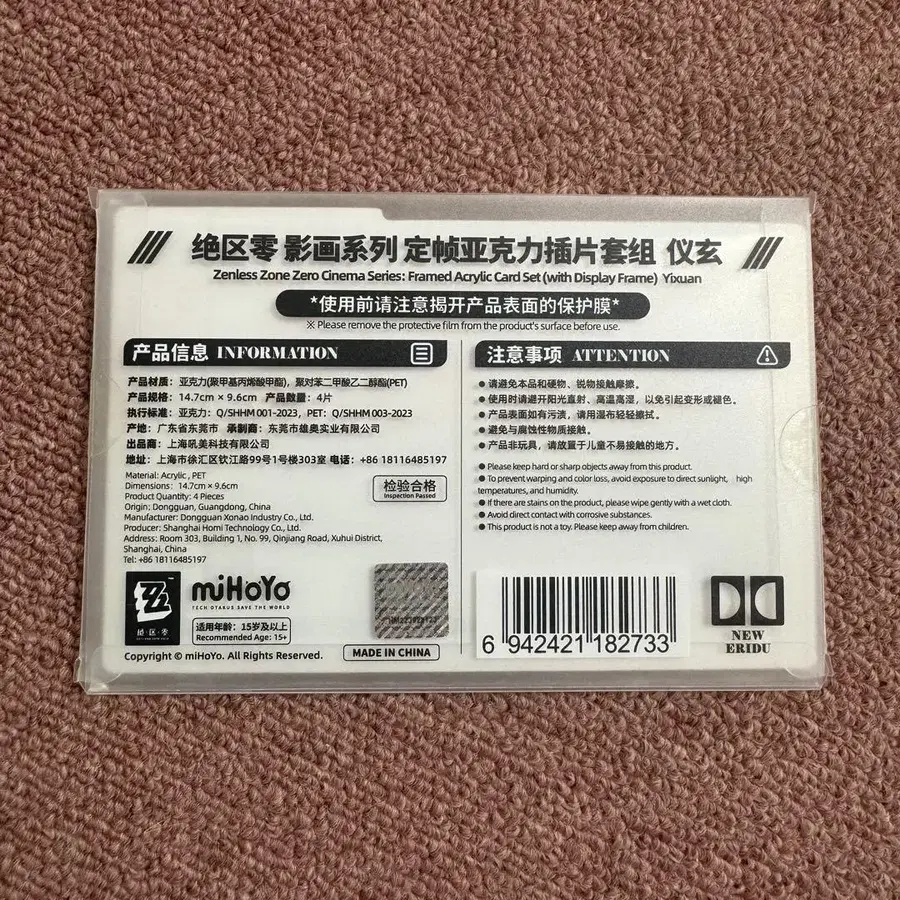 绝区零 影画系列 定帧亚克力插片套组 仪玄
Zenless Zone Zero Cinema Series: Framed Acrylic Card Set (with Display Frame) Yixuan
*使用前请注意揭开产品表面的保护膜*
※ Please remove the protective film from the product's surface before use.
产品信息 INFORMATION
产品材质：亚克力(聚甲基丙烯酸甲酯)，聚对苯二甲酸乙二醇酯(PET)
产品规格：14.7cm × 9.6cm 产品数量：4片
执行标准：亚克力：Q/SHHM 001-2023，PET：Q/SHHM 003-2023
产地：广东省东莞市 承制商：东莞市雄奥实业有限公司
出品商：上海吼美科技有限公司
地址：上海市徐汇区钦江路99号1号楼303室 电话：+86 18116485197
Material: Acrylic , PET
Dimensions: 14.7cm × 9.6cm
Product Quantity: 4 Pieces
Origin: Dongguan, Guangdong, China
Manufacturer: Dongguan Xonao Industry Co., Ltd.
Producer: Shanghai Homi Technology Co., Ltd.
Address: Room 303, Building 1, No. 99, Qinjiang Road, Xuhui District,
Shanghai, China
Tel: +86 18116485197
检验合格
Inspection Passed
绝·区·零
miHoYo
TECH OTAKUS SAVE THE WORLD
适用年龄：15岁及以上
Recommended Age: 15+
Copyright © miHoYo. All Rights Reserved.
MADE IN CHINA
注意事项 ATTENTION
● 请避免本品和硬物、锐物接触摩擦。
● 使用时请避开阳光直射、高温高湿，以免引起变形或褪色。
● 产品表面如有污渍，请用湿布轻轻擦拭。
● 避免与腐蚀性物质接触。
● 产品非玩具，请放置于儿童不易接触的地方。
● Please keep hard or sharp objects away from this product.
● To prevent warping and color loss, avoid exposure to direct sunlight, high
temperatures, and humidity.
● If there are stains on the product, please wipe gently with a wet cloth.
● Avoid direct contact with corrosive substances.
● This product is not a toy. Please keep away from children.
6 942421 182733
NEW
ERIDU